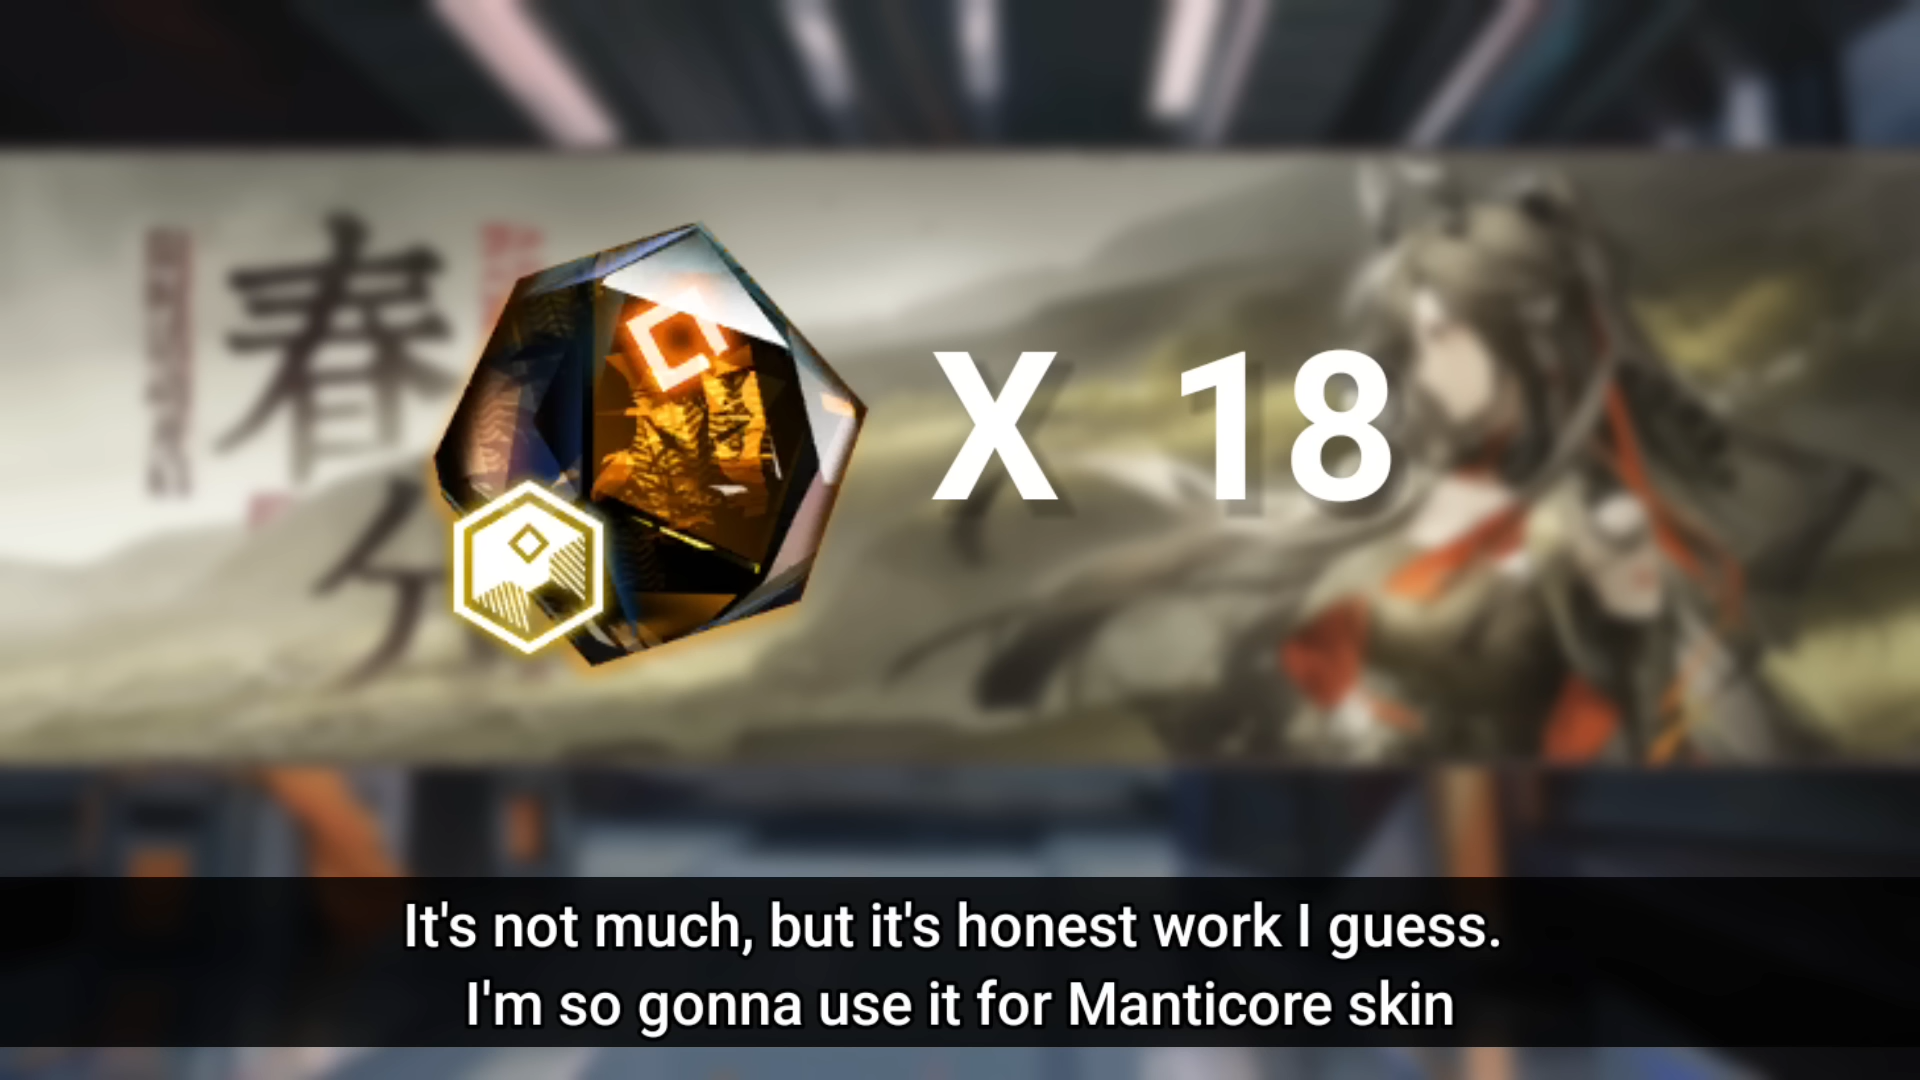 春
X 18
It's not much, but it's honest work I guess.
I'm so gonna use it for Manticore skin